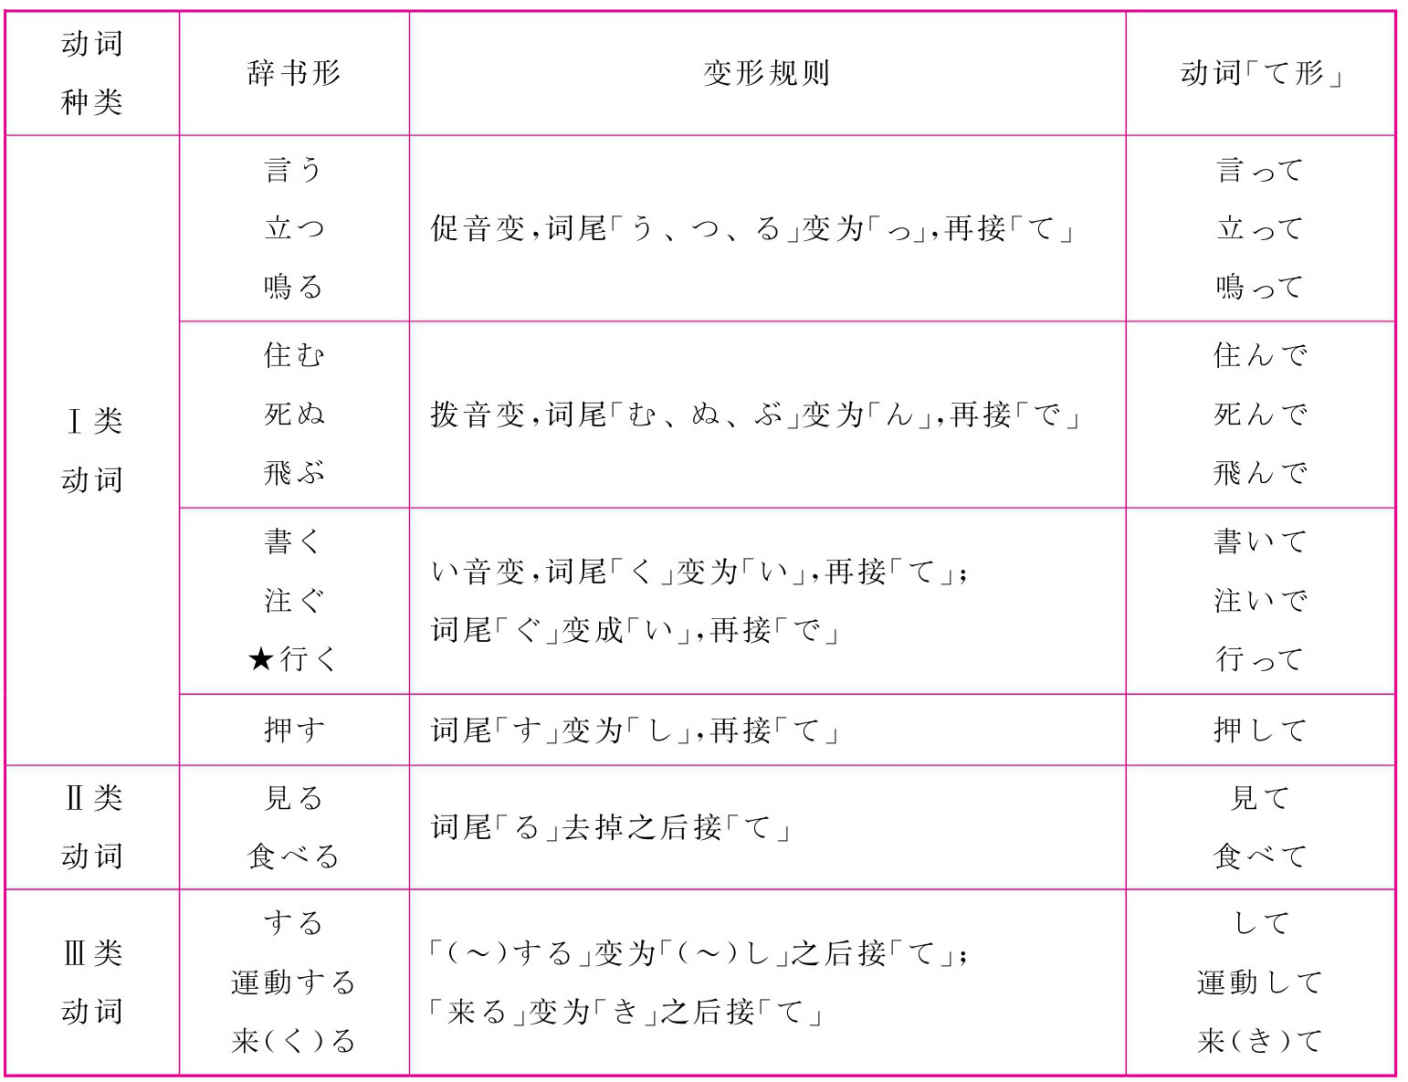 动词
种类
辞书形
变形规则
动词「て形」
Ⅰ类
动词
言う
立つ
鳴る
促音变,词尾「う、つ、る」变为「っ」,再接「て」
言って
立って
鳴って
住む
死ぬ
飛ぶ
拨音变,词尾「む、ぬ、ぶ」变为「ん」,再接「で」
住んで
死んで
飛んで
書く
注ぐ
★行く
い音变,词尾「く」变为「い」,再接「て」;
词尾「ぐ」变成「い」,再接「で」
書いて
注いで
行って
押す
词尾「す」变为「し」,再接「て」
押して
Ⅱ类
动词
見る
食べる
词尾「る」去掉之后接「て」
見て
食べて
Ⅲ类
动词
する
運動する
来(く)る
「(~)する」变为「(~)し」之后接「て」;
「来る」变为「き」之后接「て」
して
運動して
来(き)て